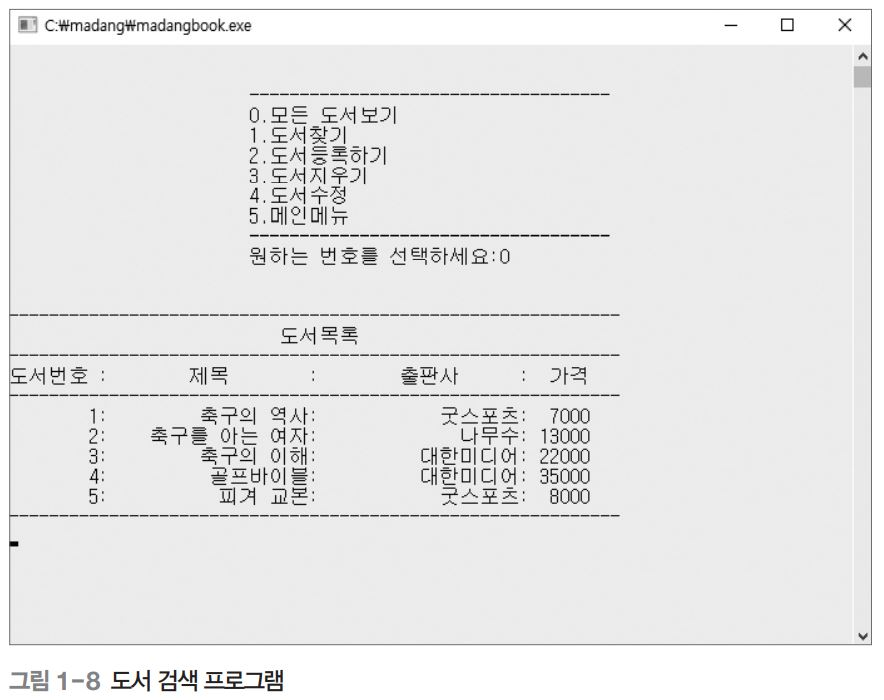 C:₩madang₩madangbook.exe
------------------------------------
0.모든 도서보기
1.도서찾기
2.도서등록하기
3.도서지우기
4.도서수정
5.메인메뉴
------------------------------------
원하는 번호를 선택하세요:0
-------------------------------------------------------------
도서목록
-------------------------------------------------------------
도서번호 : 제목 : 출판사 : 가격
-------------------------------------------------------------
1: 축구의 역사: 굿스포츠: 7000
2: 축구를 아는 여자: 나무수: 13000
3: 축구의 이해: 대한미디어: 22000
4: 골프바이블: 대한미디어: 35000
5: 피겨 교본: 굿스포츠: 8000
-------------------------------------------------------------
그림 1-8 도서 검색 프로그램